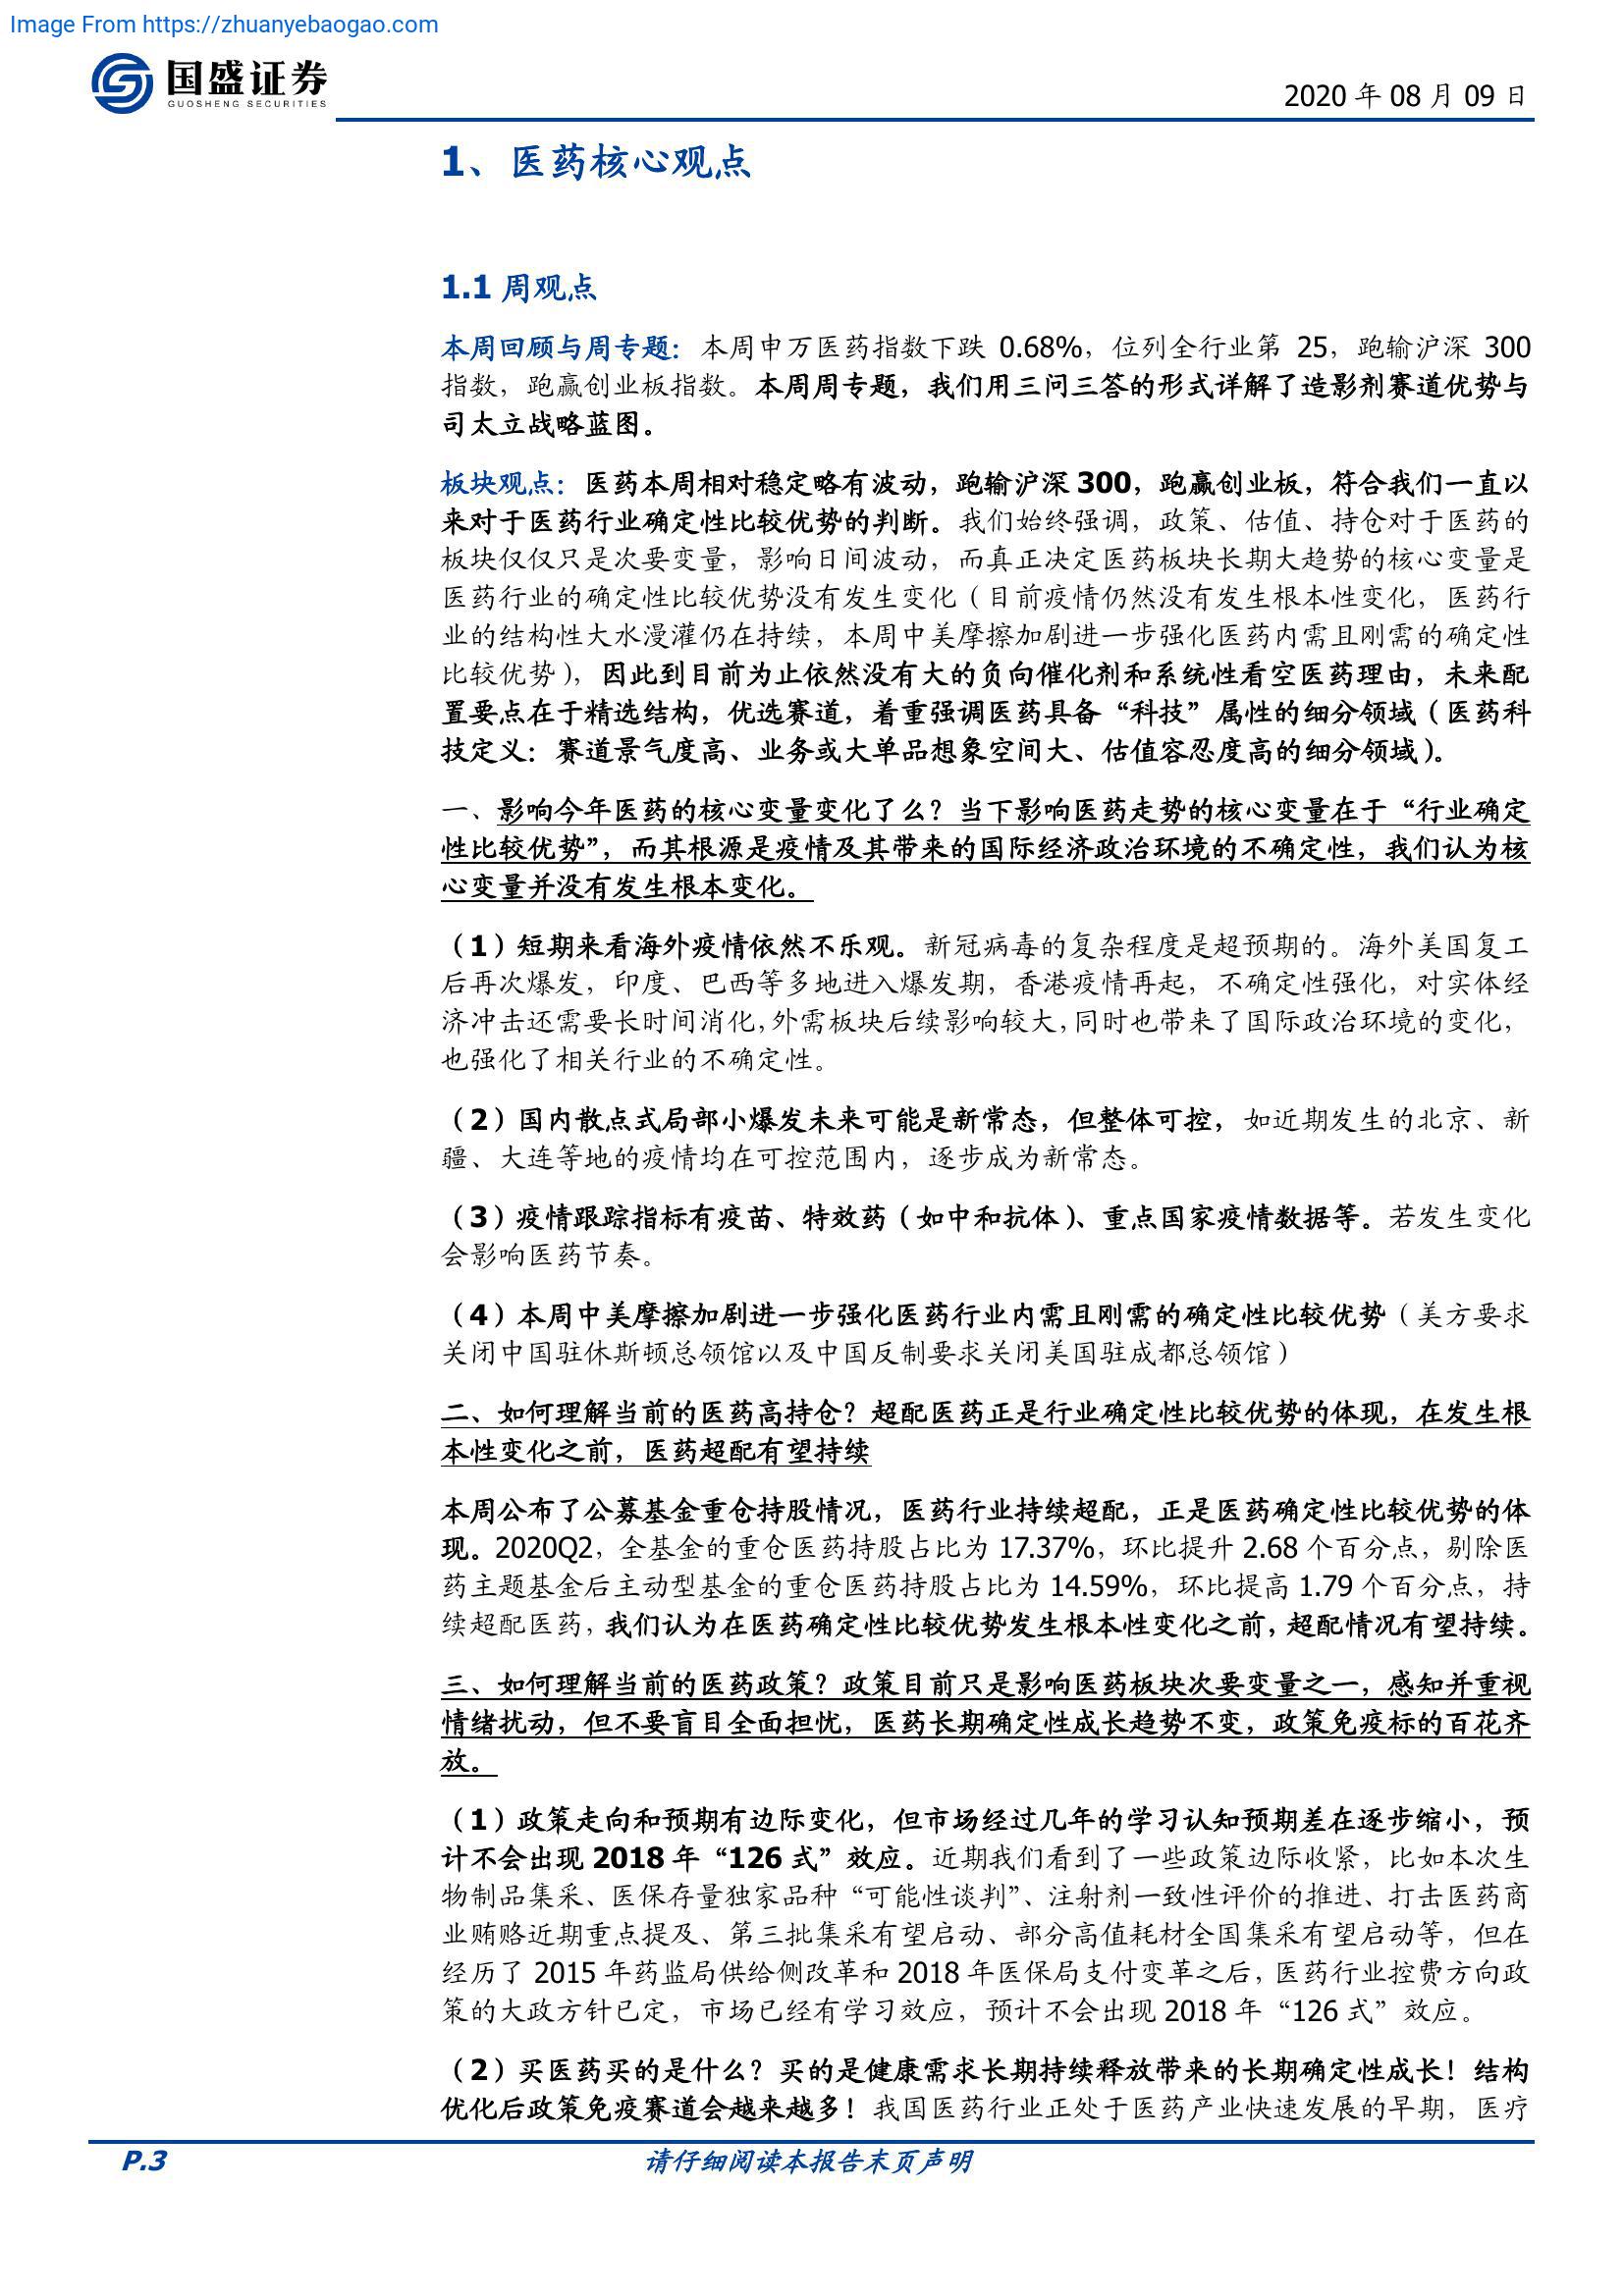 Image From https://zhuanyebaogao.com
国盛证券
GUOSHENG SECURITIES
2020 年 08 月 09 日
1、医药核心观点
1.1 周观点
本周回顾与周专题：本周申万医药指数下跌 0.68%，位列全行业第 25，跑输沪深 300
指数，跑赢创业板指数。本周周专题，我们用三问三答的形式详解了造影剂赛道优势与
司太立战略蓝图。
板块观点：医药本周相对稳定略有波动，跑输沪深 300，跑赢创业板，符合我们一直以
来对于医药行业确定性比较优势的判断。我们始终强调，政策、估值、持仓对于医药的
板块仅仅只是次要变量，影响日间波动，而真正决定医药板块长期大趋势的核心变量是
医药行业的确定性比较优势没有发生变化（目前疫情仍然没有发生根本性变化，医药行
业的结构性大水漫灌仍在持续，本周中美摩擦加剧进一步强化医药内需且刚需的确定性
比较优势），因此到目前为止依然没有大的负向催化剂和系统性看空医药理由，未来配
置要点在于精选结构，优选赛道，着重强调医药具备“科技”属性的细分领域（医药科
技定义：赛道景气度高、业务或大单品想象空间大、估值容忍度高的细分领域）。
一、影响今年医药的核心变量变化了么？当下影响医药走势的核心变量在于“行业确定
性比较优势”，而其根源是疫情及其带来的国际经济政治环境的不确定性，我们认为核
心变量并没有发生根本变化。
（1）短期来看海外疫情依然不乐观。新冠病毒的复杂程度是超预期的。海外美国复工
后再次爆发，印度、巴西等多地进入爆发期，香港疫情再起，不确定性强化，对实体经
济冲击还需要长时间消化，外需板块后续影响较大，同时也带来了国际政治环境的变化，
也强化了相关行业的不确定性。
（2）国内散点式局部小爆发未来可能是新常态，但整体可控，如近期发生的北京、新
疆、大连等地的疫情均在可控范围内，逐步成为新常态。
（3）疫情跟踪指标有疫苗、特效药（如中和抗体）、重点国家疫情数据等。若发生变化
会影响医药节奏。
（4）本周中美摩擦加剧进一步强化医药行业内需且刚需的确定性比较优势（美方要求
关闭中国驻休斯顿总领馆以及中国反制要求关闭美国驻成都总领馆）
二、如何理解当前的医药高持仓？超配医药正是行业确定性比较优势的体现，在发生根
本性变化之前，医药超配有望持续
本周公布了公募基金重仓持股情况，医药行业持续超配，正是医药确定性比较优势的体
现。2020Q2，全基金的重仓医药持股占比为 17.37%，环比提升 2.68 个百分点，剔除医
药主题基金后主动型基金的重仓医药持股占比为 14.59%，环比提高 1.79 个百分点，持
续超配医药，我们认为在医药确定性比较优势发生根本性变化之前，超配情况有望持续。
三、如何理解当前的医药政策？政策目前只是影响医药板块次要变量之一，感知并重视
情绪扰动，但不要盲目全面担忧，医药长期确定性成长趋势不变，政策免疫标的百花齐
放。
（1）政策走向和预期有边际变化，但市场经过几年的学习认知预期差在逐步缩小，预
计不会出现 2018 年“126 式”效应。近期我们看到了一些政策边际收紧，比如本次生
物制品集采、医保存量独家品种“可能性谈判”、注射剂一致性评价的推进、打击医药商
业贿赂近期重点提及、第三批集采有望启动、部分高值耗材全国集采有望启动等，但在
经历了 2015 年药监局供给侧改革和 2018 年医保局支付变革之后，医药行业控费方向政
策的大政方针已定，市场已经有学习效应，预计不会出现 2018 年“126 式”效应。
（2）买医药买的是什么？买的是健康需求长期持续释放带来的长期确定性成长！结构
优化后政策免疫赛道会越来越多！我国医药行业正处于医药产业快速发展的早期，医疗
P.3
请仔细阅读本报告末页声明